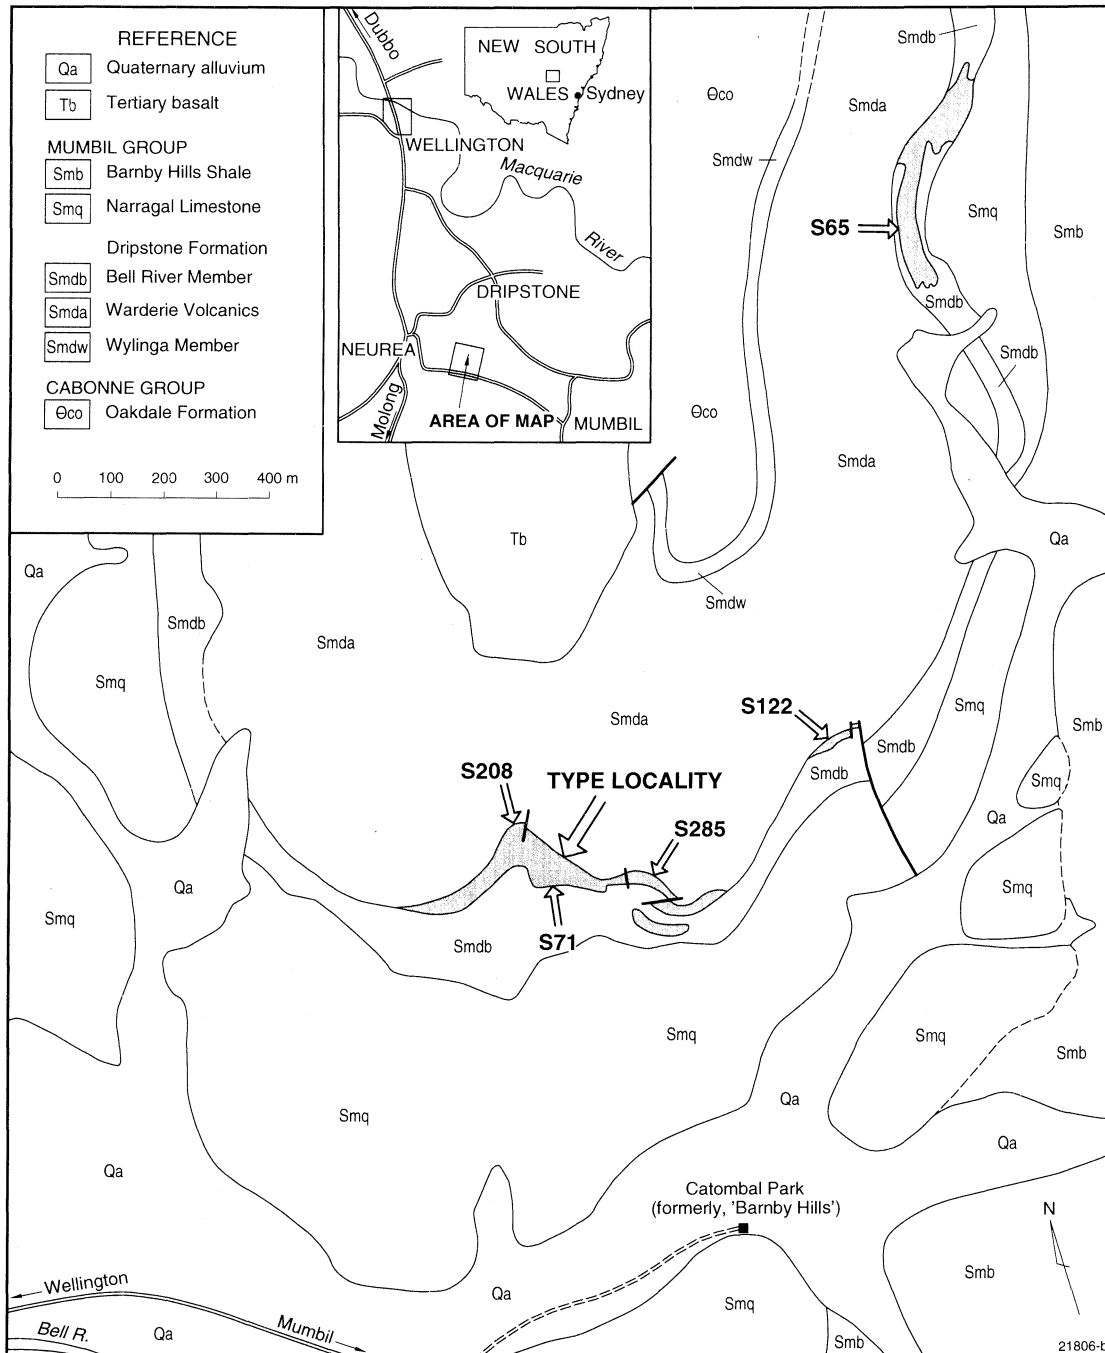 REFERENCE
Qa Quaternary alluvium
Tb Tertiary basalt
MUMBIL GROUP
Smb Barnby Hills Shale
Smq Narragal Limestone
Dripstone Formation
Smdb Bell River Member
Smda Warderie Volcanics
Smdw Wylinga Member
CABONNE GROUP
Ɵco Oakdale Formation
0 100 200 300 400 m
Dubbo
NEW SOUTH
WALES
Sydney
WELLINGTON
Macquarie
River
DRIPSTONE
NEUREA
Molong
AREA OF MAP
MUMBIL
Smdb
Ɵco
Smda
Smdw
Smq
S65
Smb
Smdb
Smdb
Ɵco
Smda
Tb
Qa
Qa
Smdw
Smdb
Smda
Smq
Smda
S122
Smq
Smb
Smdb
Smdb
Smq
S208
TYPE LOCALITY
S285
Qa
Qa
Smq
Smq
S71
Smdb
Smq
Smq
Smb
Qa
Smq
Qa
Qa
Catombal Park
(formerly, 'Barnby Hills')
N
Smb
Wellington
Qa
Smq
Mumbil
Bell R.
Qa
Smb
21806-b